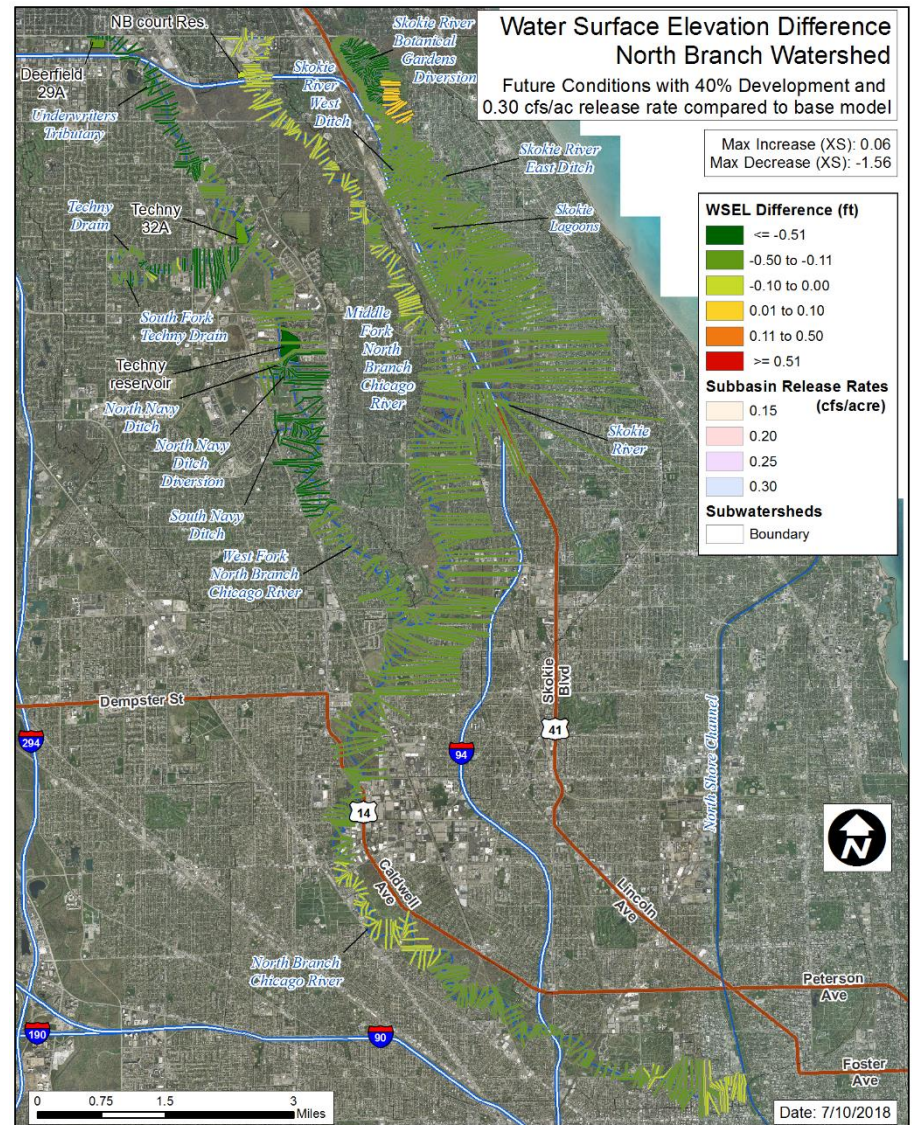 Water Surface Elevation Difference
North Branch Watershed
Future Conditions with 40% Development and
0.30 cfs/ac release rate compared to base model
Max Increase (XS): 0.06
Max Decrease (XS): -1.56
WSEL Difference (ft)
<= -0.51
-0.50 to -0.11
-0.10 to 0.00
0.01 to 0.10
0.11 to 0.50
>= 0.51
Subbasin Release Rates
(cfs/acre)
0.15
0.20
0.25
0.30
Subwatersheds
Boundary
NB court Res.
Deerfield
29A
Underwriters
Tributary
Skokie River
Botanical
Gardens
Diversion
Skokie
River
West
Ditch
Skokie River
East Ditch
Skokie
Lagoons
Techny
Drain
Techny
32A
South Fork
Techny Drain
Middle
Fork
North
Branch
Chicago
River
Techny
reservoir
North Navy
Ditch
North Navy
Ditch
Diversion
South Navy
Ditch
Skokie
River
West Fork
North Branch
Chicago River
Dempster St
Skokie
Blvd
41
294
94
14
North Shore Channel
N
Caldwell
Ave
Lincoln
Ave
North Branch
Chicago River
Peterson
Ave
190
90
Foster
Ave
0 0.75 1.5 3
Miles
Date: 7/10/2018